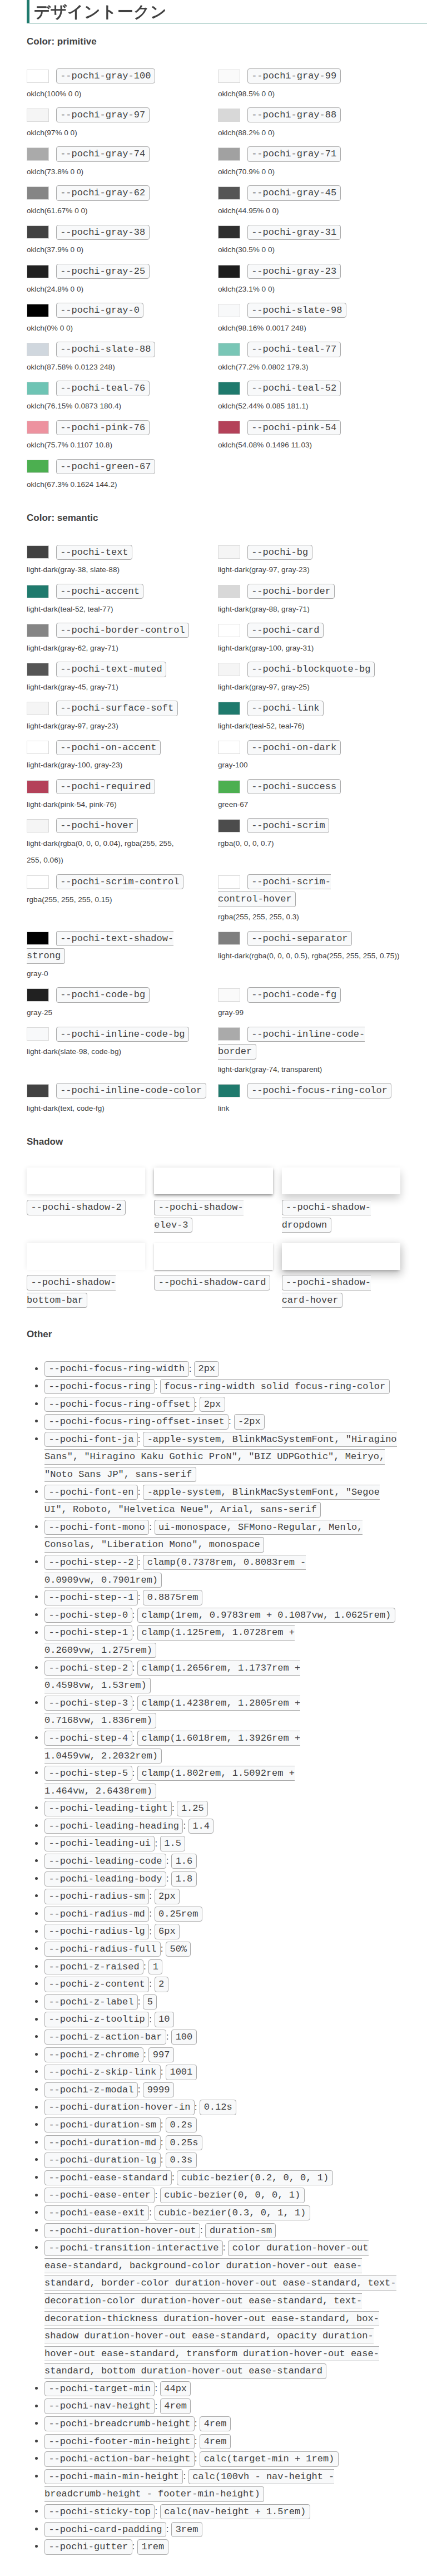 デザイントークン
Color: primitive
--pochi-gray-100
oklch(100% 0 0)
--pochi-gray-99
oklch(98.5% 0 0)
--pochi-gray-97
oklch(97% 0 0)
--pochi-gray-88
oklch(88.2% 0 0)
--pochi-gray-74
oklch(73.8% 0 0)
--pochi-gray-71
oklch(70.9% 0 0)
--pochi-gray-62
oklch(61.67% 0 0)
--pochi-gray-45
oklch(44.95% 0 0)
--pochi-gray-38
oklch(37.9% 0 0)
--pochi-gray-31
oklch(30.5% 0 0)
--pochi-gray-25
oklch(24.8% 0 0)
--pochi-gray-23
oklch(23.1% 0 0)
--pochi-gray-0
oklch(0% 0 0)
--pochi-slate-98
oklch(98.16% 0.0017 248)
--pochi-slate-88
oklch(87.58% 0.0123 248)
--pochi-teal-77
oklch(77.2% 0.0802 179.3)
--pochi-teal-76
oklch(76.15% 0.0873 180.4)
--pochi-teal-52
oklch(52.44% 0.085 181.1)
--pochi-pink-76
oklch(75.7% 0.1107 10.8)
--pochi-pink-54
oklch(54.08% 0.1496 11.03)
--pochi-green-67
oklch(67.3% 0.1624 144.2)
Color: semantic
--pochi-text
light-dark(gray-38, slate-88)
--pochi-bg
light-dark(gray-97, gray-23)
--pochi-accent
light-dark(teal-52, teal-77)
--pochi-border
light-dark(gray-88, gray-71)
--pochi-border-control
light-dark(gray-62, gray-71)
--pochi-card
light-dark(gray-100, gray-31)
--pochi-text-muted
light-dark(gray-45, gray-71)
--pochi-blockquote-bg
light-dark(gray-97, gray-25)
--pochi-surface-soft
light-dark(gray-97, gray-23)
--pochi-link
light-dark(teal-52, teal-76)
--pochi-on-accent
light-dark(gray-100, gray-23)
--pochi-on-dark
gray-100
--pochi-required
light-dark(pink-54, pink-76)
--pochi-success
green-67
--pochi-hover
light-dark(rgba(0, 0, 0, 0.04), rgba(255, 255,
255, 0.06))
--pochi-scrim
rgba(0, 0, 0, 0.7)
--pochi-scrim-control
rgba(255, 255, 255, 0.15)
--pochi-scrim-
control-hover
rgba(255, 255, 255, 0.3)
--pochi-text-shadow-
strong
gray-0
--pochi-separator
light-dark(rgba(0, 0, 0, 0.5), rgba(255, 255, 255, 0.75))
--pochi-code-bg
gray-25
--pochi-code-fg
gray-99
--pochi-inline-code-bg
light-dark(slate-98, code-bg)
--pochi-inline-code-
border
light-dark(gray-74, transparent)
--pochi-inline-code-color
light-dark(text, code-fg)
--pochi-focus-ring-color
link
Shadow
--pochi-shadow-2
--pochi-shadow-
elev-3
--pochi-shadow-
dropdown
--pochi-shadow-
bottom-bar
--pochi-shadow-card
--pochi-shadow-
card-hover
Other
--pochi-focus-ring-width: 2px
--pochi-focus-ring: focus-ring-width solid focus-ring-color
--pochi-focus-ring-offset: 2px
--pochi-focus-ring-offset-inset: -2px
--pochi-font-ja: -apple-system, BlinkMacSystemFont, "Hiragino
Sans", "Hiragino Kaku Gothic ProN", "BIZ UDPGothic", Meiryo,
"Noto Sans JP", sans-serif
--pochi-font-en: -apple-system, BlinkMacSystemFont, "Segoe
UI", Roboto, "Helvetica Neue", Arial, sans-serif
--pochi-font-mono: ui-monospace, SFMono-Regular, Menlo,
Consolas, "Liberation Mono", monospace
--pochi-step--2: clamp(0.7378rem, 0.8083rem -
0.0909vw, 0.7901rem)
--pochi-step--1: 0.8875rem
--pochi-step-0: clamp(1rem, 0.9783rem + 0.1087vw, 1.0625rem)
--pochi-step-1: clamp(1.125rem, 1.0728rem +
0.2609vw, 1.275rem)
--pochi-step-2: clamp(1.2656rem, 1.1737rem +
0.4598vw, 1.53rem)
--pochi-step-3: clamp(1.4238rem, 1.2805rem +
0.7168vw, 1.836rem)
--pochi-step-4: clamp(1.6018rem, 1.3926rem +
1.0459vw, 2.2032rem)
--pochi-step-5: clamp(1.802rem, 1.5092rem +
1.464vw, 2.6438rem)
--pochi-leading-tight: 1.25
--pochi-leading-heading: 1.4
--pochi-leading-ui: 1.5
--pochi-leading-code: 1.6
--pochi-leading-body: 1.8
--pochi-radius-sm: 2px
--pochi-radius-md: 0.25rem
--pochi-radius-lg: 6px
--pochi-radius-full: 50%
--pochi-z-raised: 1
--pochi-z-content: 2
--pochi-z-label: 5
--pochi-z-tooltip: 10
--pochi-z-action-bar: 100
--pochi-z-chrome: 997
--pochi-z-skip-link: 1001
--pochi-z-modal: 9999
--pochi-duration-hover-in: 0.12s
--pochi-duration-sm: 0.2s
--pochi-duration-md: 0.25s
--pochi-duration-lg: 0.3s
--pochi-ease-standard: cubic-bezier(0.2, 0, 0, 1)
--pochi-ease-enter: cubic-bezier(0, 0, 0, 1)
--pochi-ease-exit: cubic-bezier(0.3, 0, 1, 1)
--pochi-duration-hover-out: duration-sm
--pochi-transition-interactive: color duration-hover-out
ease-standard, background-color duration-hover-out ease-
standard, border-color duration-hover-out ease-standard, text-
decoration-color duration-hover-out ease-standard, text-
decoration-thickness duration-hover-out ease-standard, box-
shadow duration-hover-out ease-standard, opacity duration-
hover-out ease-standard, transform duration-hover-out ease-
standard, bottom duration-hover-out ease-standard
--pochi-target-min: 44px
--pochi-nav-height: 4rem
--pochi-breadcrumb-height: 4rem
--pochi-footer-min-height: 4rem
--pochi-action-bar-height: calc(target-min + 1rem)
--pochi-main-min-height: calc(100vh - nav-height -
breadcrumb-height - footer-min-height)
--pochi-sticky-top: calc(nav-height + 1.5rem)
--pochi-card-padding: 3rem
--pochi-gutter: 1rem